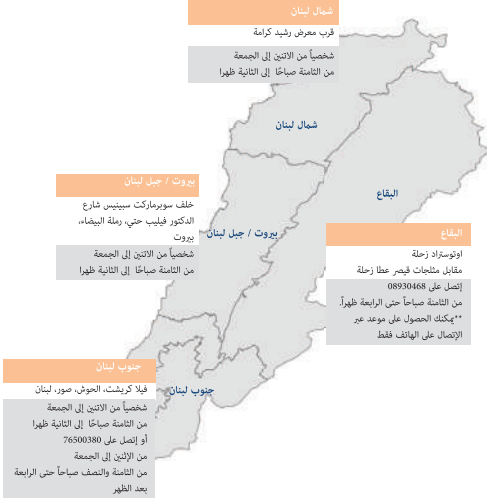 شمال لبنان
قرب معرض رشيد كرامة
شخصياً من الاثنين إلى الجمعة
من الثامنة صباحًا إلى الثانية ظهرا
شمال لبنان
البقاع
بيروت / جبل لبنان
خلف سوبرماركت سبينيس شارع
الدكتور فيليب حتي، رملة البيضاء،
بيروت
شخصياً من الاثنين إلى الجمعة
من الثامنة صباحًا إلى الثانية ظهرا
بيروت / جبل لبنان
البقاع
اوتوستراد زحلة
مقابل مثلجات قيصر عطا زحلة
إتصل على 08930468
من الثامنة صباحاً حتى الرابعة ظهراً.
**يمكنك الحصول على موعد عبر
الإتصال على الهاتف فقط
جنوب لبنان
فيلا كريشت، الحوش، صور، لبنان
شخصياً من الاثنين إلى الجمعة
من الثامنة صباحًا إلى الثانية ظهرا
أو إتصل على 76500380
من الإثنين إلى الجمعة
من الثامنة والنصف صباحاً حتى الرابعة
بعد الظهر
جنوب لبنان